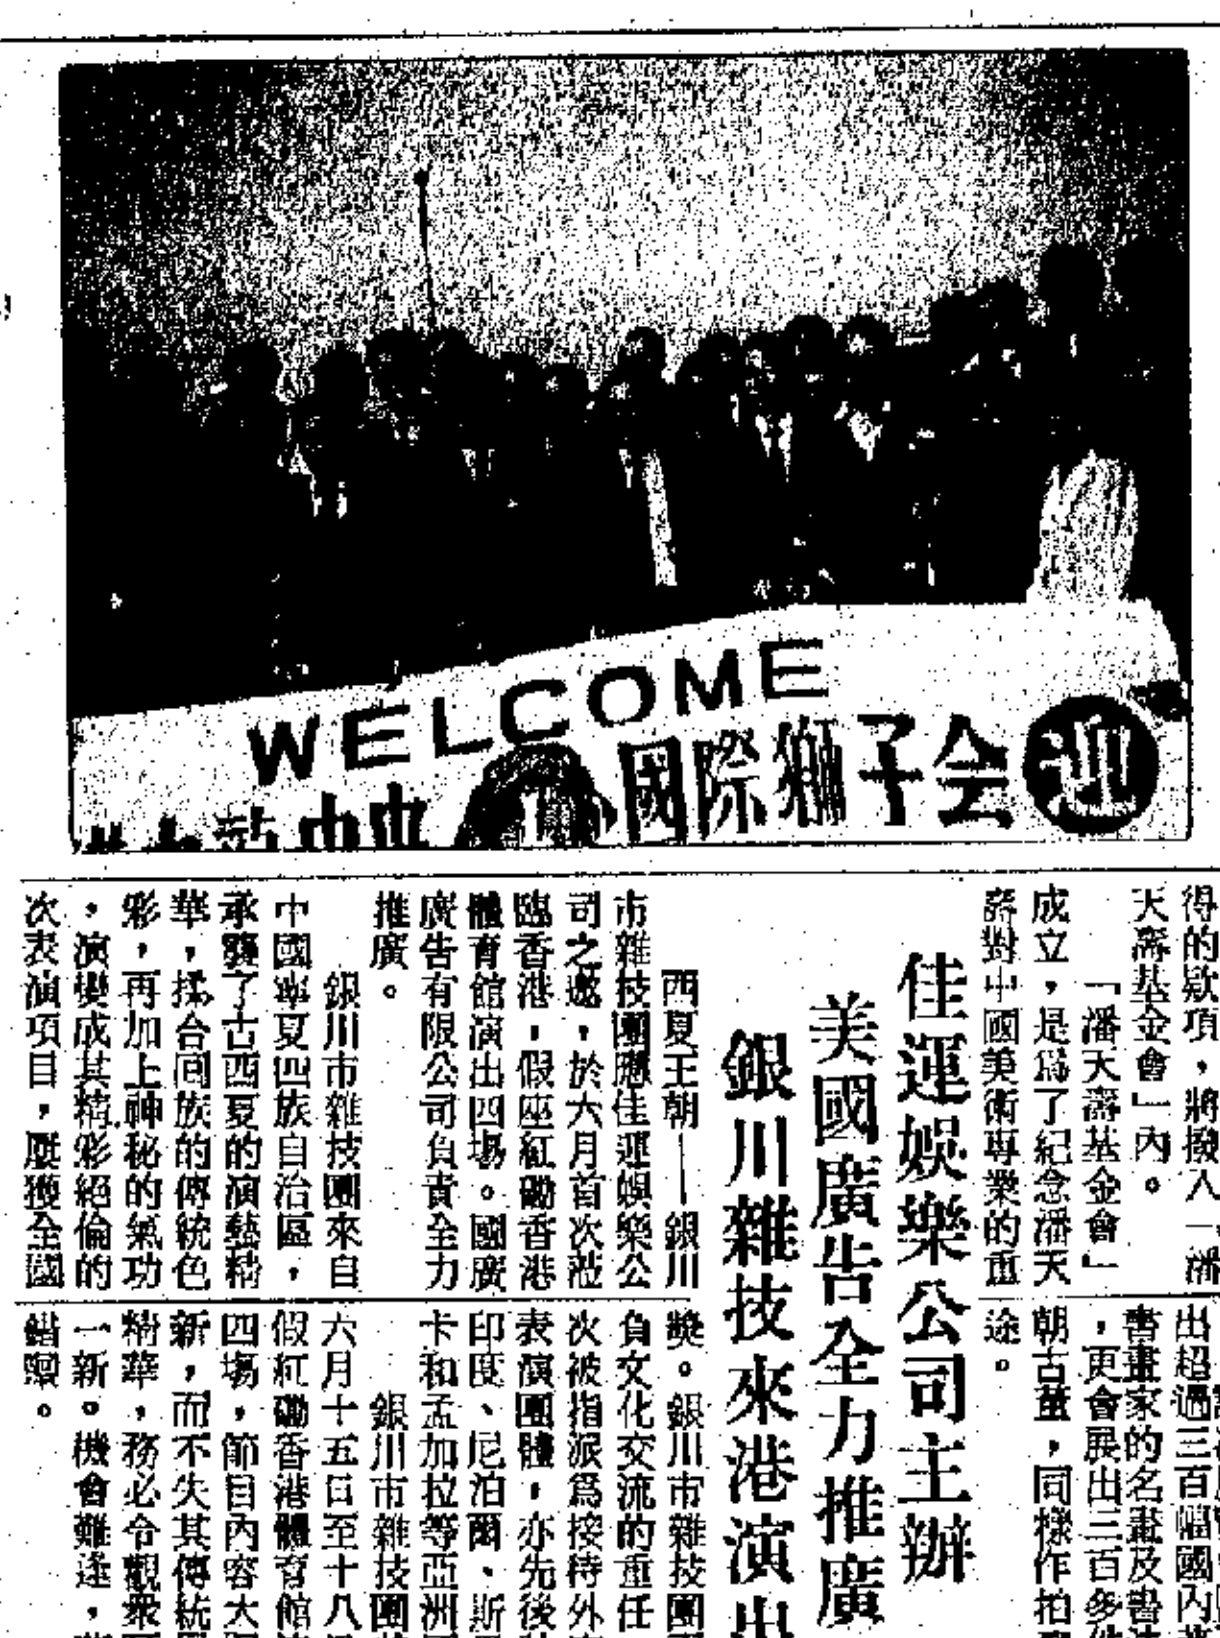 WELCOME
國際獅子会 迎
中央
得的欵項，將撥入「潘
天壽基金會」內。
「潘天壽基金會」
成立，是爲了紀念潘天
壽對中國美術專業的重
出超過三百幅國內
書畫家的名畫及書
，更會展出三百多
朝古董，同樣作拍
途。
佳運娛樂公司主辦
美國廣告全力推廣
銀川雜技來港演出
西夏王朝——銀川
市雜技團應佳運娛樂公
司之邀，於六月首次蒞
臨香港，假座紅磡香港
體育館演出四場。國廣
廣告有限公司負責全力
推廣。
銀川市雜技團來自
中國寧夏回族自治區，
承襲了古西夏的演藝精
華，揉合回族的傳統色
彩，再加上神秘的氣功
，演變成其精彩絕倫的
次表演項目，屢獲全國
獎。銀川市雜技團
負文化交流的重任
次被指派爲接待外
表演團體，亦先後
印度、尼泊爾、斯
卡和孟加拉等亞洲
銀川市雜技團
六月十五日至十八
假紅磡香港體育館
四場，節目內容大
新，而不失其傳統
精華，務必令觀衆
一新。機會難逢，
錯過。